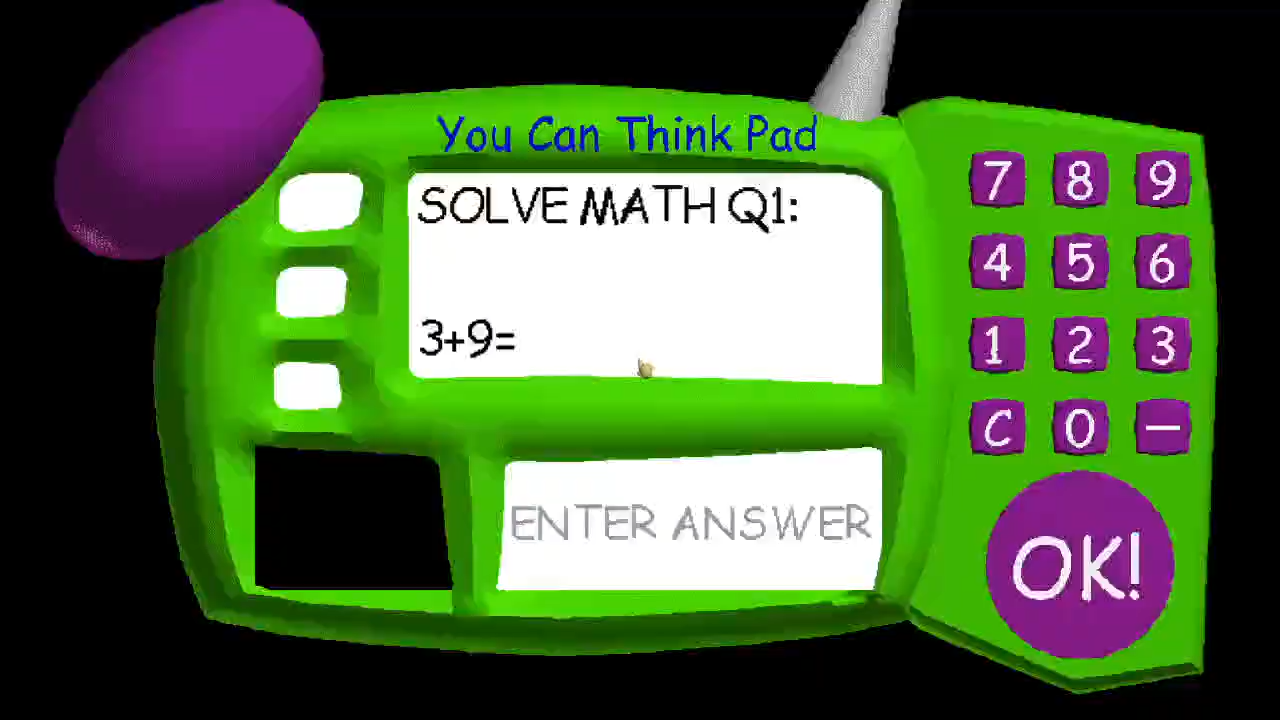 You Can Think Pad
SOLVE MATH Q1:
3+9=
ENTER ANSWER
7 8 9
4 5 6
1 2 3
C 0 —
OK!